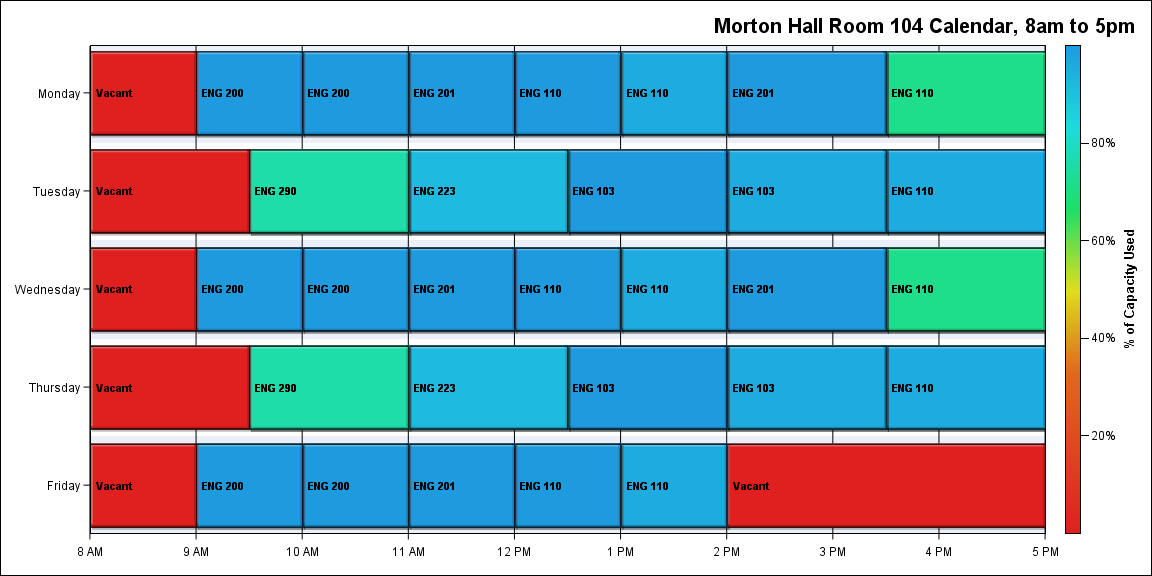 Morton Hall Room 104 Calendar, 8am to 5pm
Monday
Vacant
ENG 200
ENG 200
ENG 201
ENG 110
ENG 110
ENG 201
ENG 110
Tuesday
Vacant
ENG 290
ENG 223
ENG 103
ENG 103
ENG 110
Wednesday
Vacant
ENG 200
ENG 200
ENG 201
ENG 110
ENG 110
ENG 201
ENG 110
Thursday
Vacant
ENG 290
ENG 223
ENG 103
ENG 103
ENG 110
Friday
Vacant
ENG 200
ENG 200
ENG 201
ENG 110
ENG 110
Vacant
8 AM
9 AM
10 AM
11 AM
12 PM
1 PM
2 PM
3 PM
4 PM
5 PM
80%
60%
40%
20%
% of Capacity Used